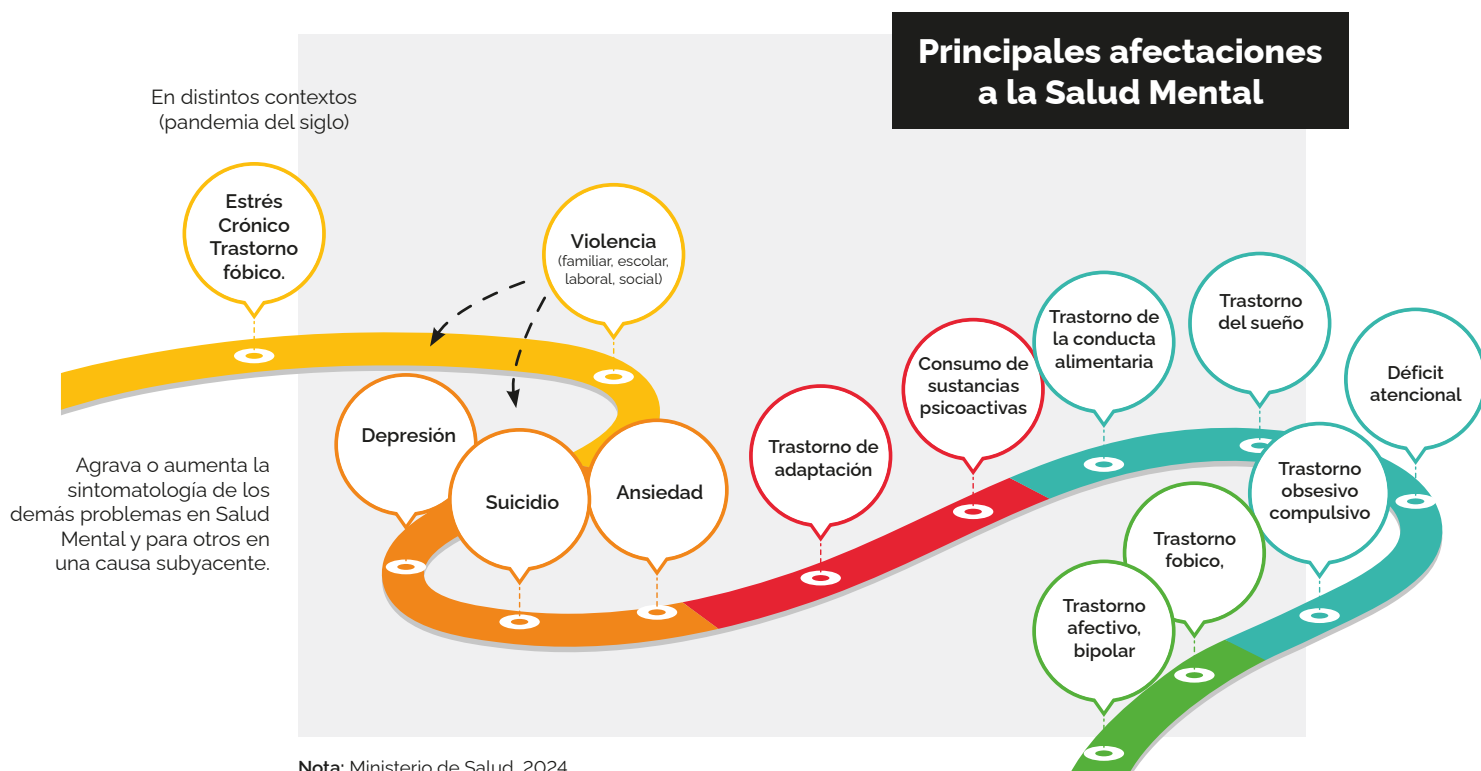 Principales afectaciones
a la Salud Mental
En distintos contextos
(pandemia del siglo)
Estrés
Crónico
Trastorno
fóbico.
Violencia
(familiar, escolar,
laboral, social)
Agrava o aumenta la
sintomatología de los
demás problemas en Salud
Mental y para otros en
una causa subyacente.
Depresión
Suicidio
Ansiedad
Trastorno de
adaptación
Consumo de
sustancias
psicoactivas
Trastorno de
la conducta
alimentaria
Trastorno
del sueño
Déficit
atencional
Trastorno
obsesivo
compulsivo
Trastorno
fobico,
Trastorno
afectivo,
bipolar
Nota: Ministerio de Salud, 2024